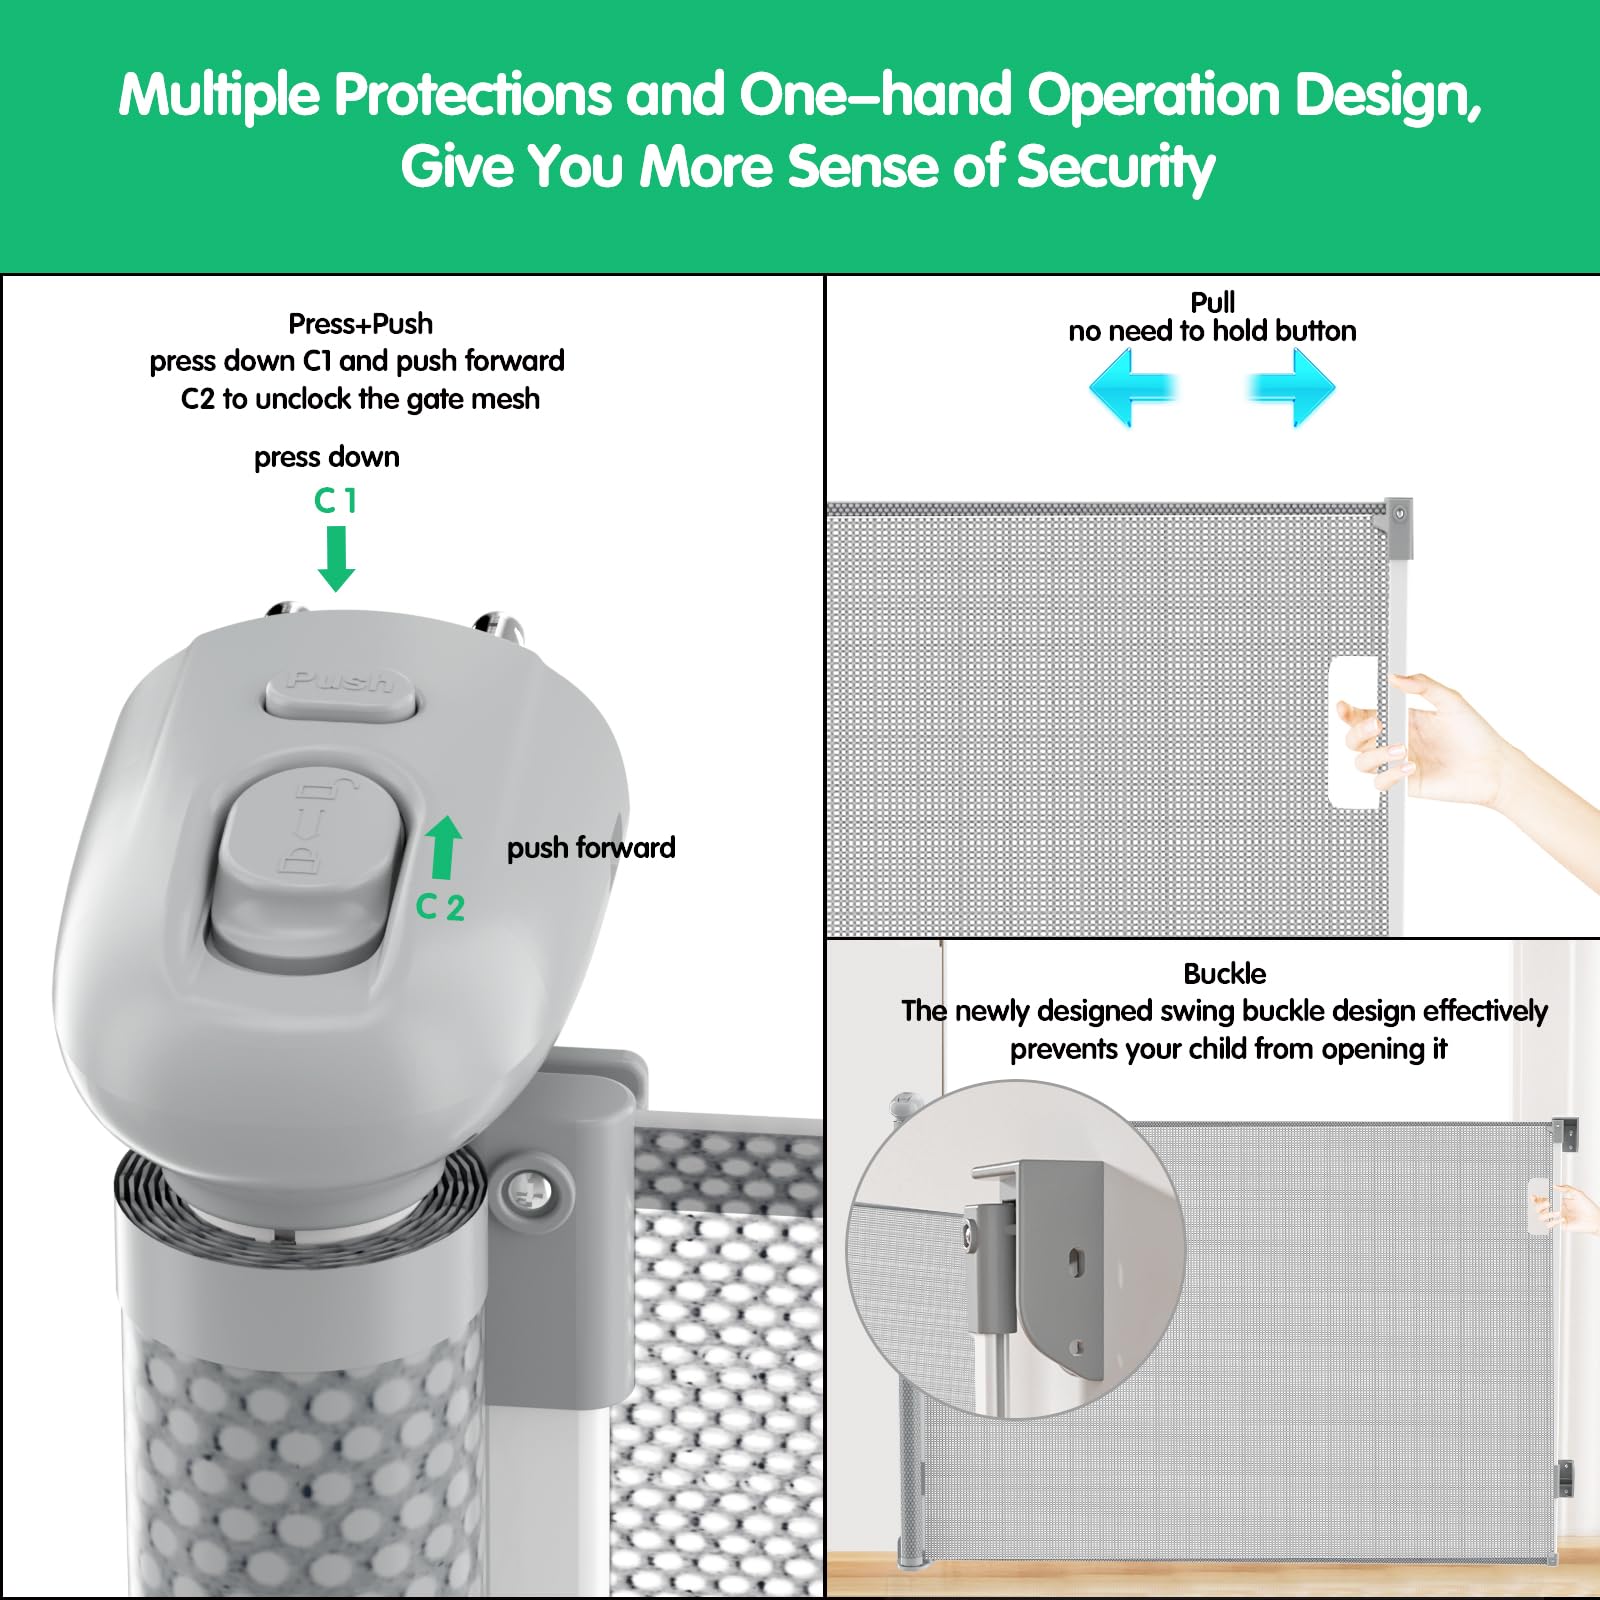 Multiple Protections and One-hand Operation Design,
Give You More Sense of Security
Press+Push
press down C1 and push forward
C2 to unclock the gate mesh
press down
C 1
Push
push forward
C 2
Pull
no need to hold button
Buckle
The newly designed swing buckle design effectively
prevents your child from opening it